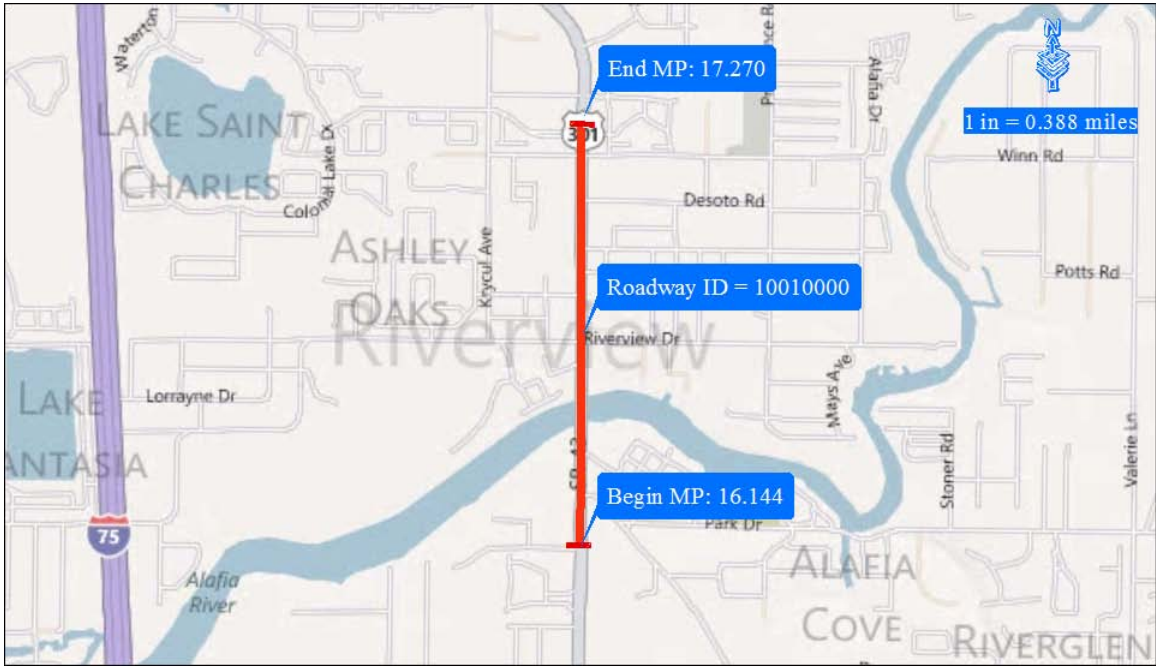 Waterton
End MP: 17.270
Alafia Dr
N
1 in = 0.388 miles
LAKE SAINT
CHARLES
301
Winn Rd
Colonial Lake Dr
Desoto Rd
ASHLEY
OAKS
Krycul Ave
Potts Rd
Roadway ID = 10010000
Riverview
Riverview Dr
LAKE
ANTASIA
Lorrayne Dr
Mays Ave
Stoner Rd
Valerie Ln
Begin MP: 16.144
Park Dr
75
Alafia
River
ALAFIA
COVE
RIVERGLEN